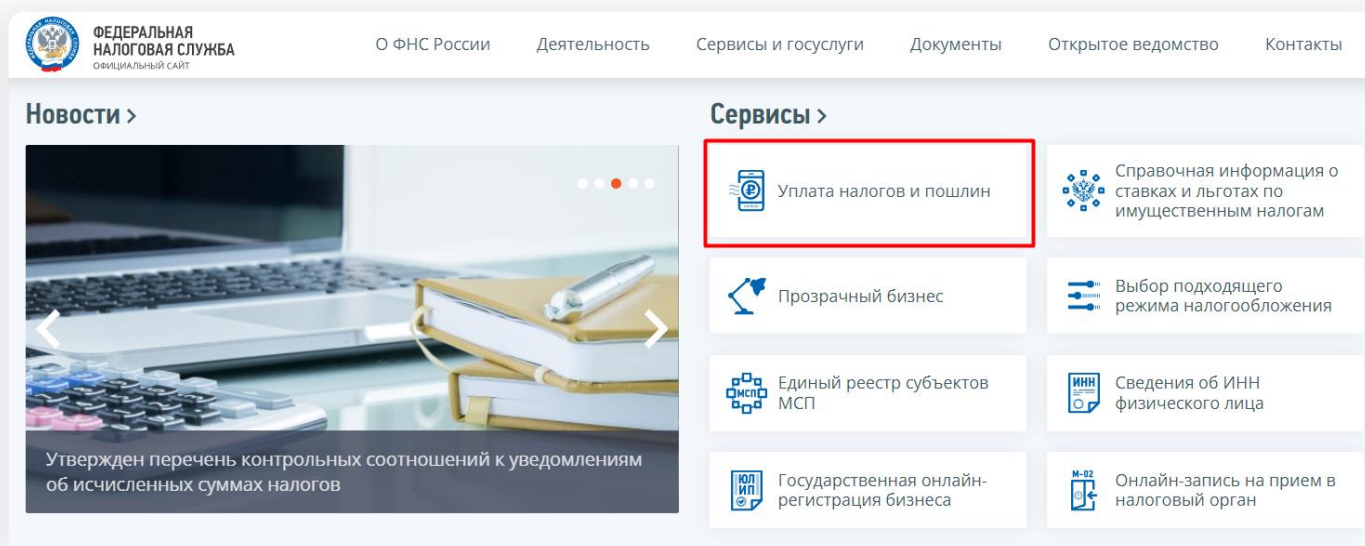 ФЕДЕРАЛЬНАЯ
НАЛОГОВАЯ СЛУЖБА
ОФИЦИАЛЬНЫЙ САЙТ
О ФНС России
Деятельность
Сервисы и госуслуги
Документы
Открытое ведомство
Контакты
Новости >
Утвержден перечень контрольных соотношений к уведомлениям
об исчисленных суммах налогов
Сервисы >
Уплата налогов и пошлин
Справочная информация о
ставках и льготах по
имущественным налогам
Прозрачный бизнес
Выбор подходящего
режима налогообложения
МСП
Единый реестр субъектов
МСП
ИНН
Сведения об ИНН
физического лица
ЮЛ
ИП
Государственная онлайн-
регистрация бизнеса
М-02
Онлайн-запись на прием в
налоговый орган